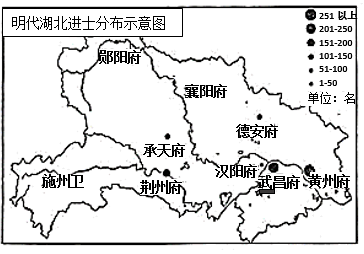 明代湖北进士分布示意图
251 以上
201-250
151-200
101-150
51-100
1-50
单位：名
郧阳府
襄阳府
德安府
承天府
汉阳府
施州卫
荆州府
武昌府
黄州府